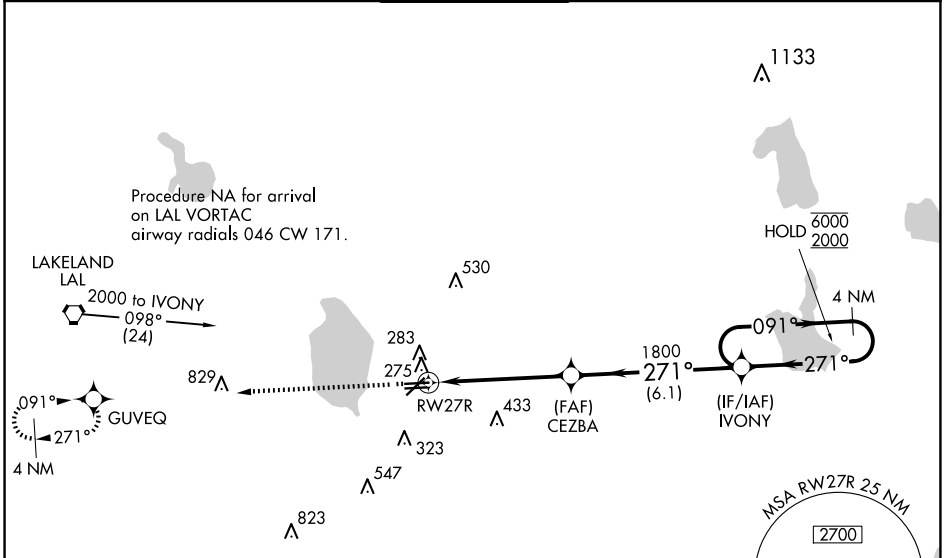 1133
Procedure NA for arrival
on LAL VORTAC
airway radials 046 CW 171.
HOLD 6000
2000
LAKELAND
LAL
2000 to IVONY
098°
(24)
530
4 NM
091°
271°
283
275
1800
271°
(6.1)
829
RW27R
(FAF)
CEZBA
(IF/IAF)
IVONY
091°
GUVEQ
271°
4 NM
433
323
547
823
MSA RW27R 25 NM
2700